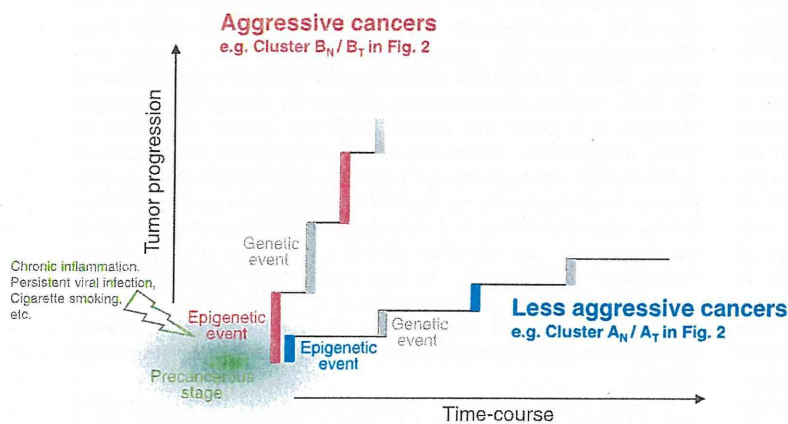 Aggressive cancers
e.g. Cluster B_N / B_T in Fig. 2
Tumor progression
Genetic
event
Chronic inflammation.
Persistent viral infection,
Cigarette smoking,
etc.
Epigenetic
event
Precancerous
stage
Epigenetic
event
Genetic
event
Less aggressive cancers
e.g. Cluster A_N / A_T in Fig. 2
Time-course